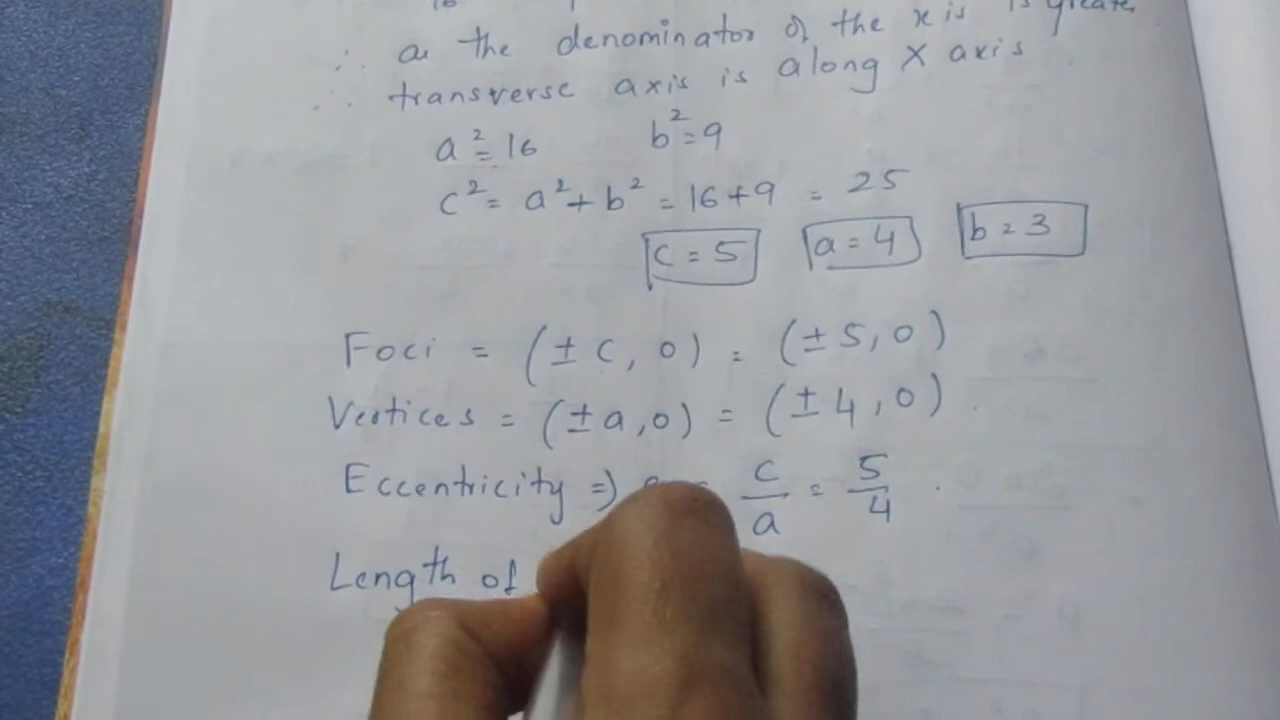 16
∴ as the denominator of the x is is greater
∴ transverse axis is along X axis
a² = 16 b² = 9
c² = a² + b² = 16 + 9 = 25
c = 5 a = 4 b = 3
Foci = (± c, 0) = (± 5, 0)
Vertices = (± a, 0) = (± 4, 0)
Eccentricity ⇒ = c/a = 5/4
Length of